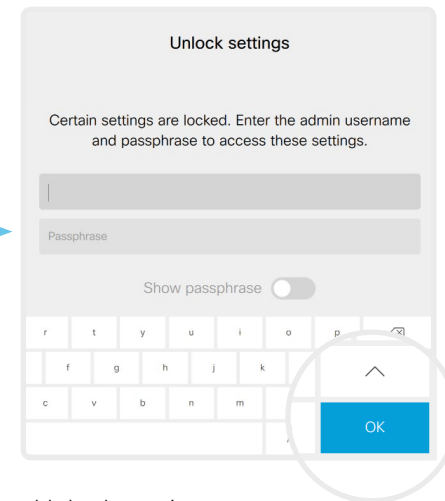 Unlock settings
Certain settings are locked. Enter the admin username
and passphrase to access these settings.
Passphrase
Show passphrase
r t y u i o p
f g h j k
c v b n m
OK